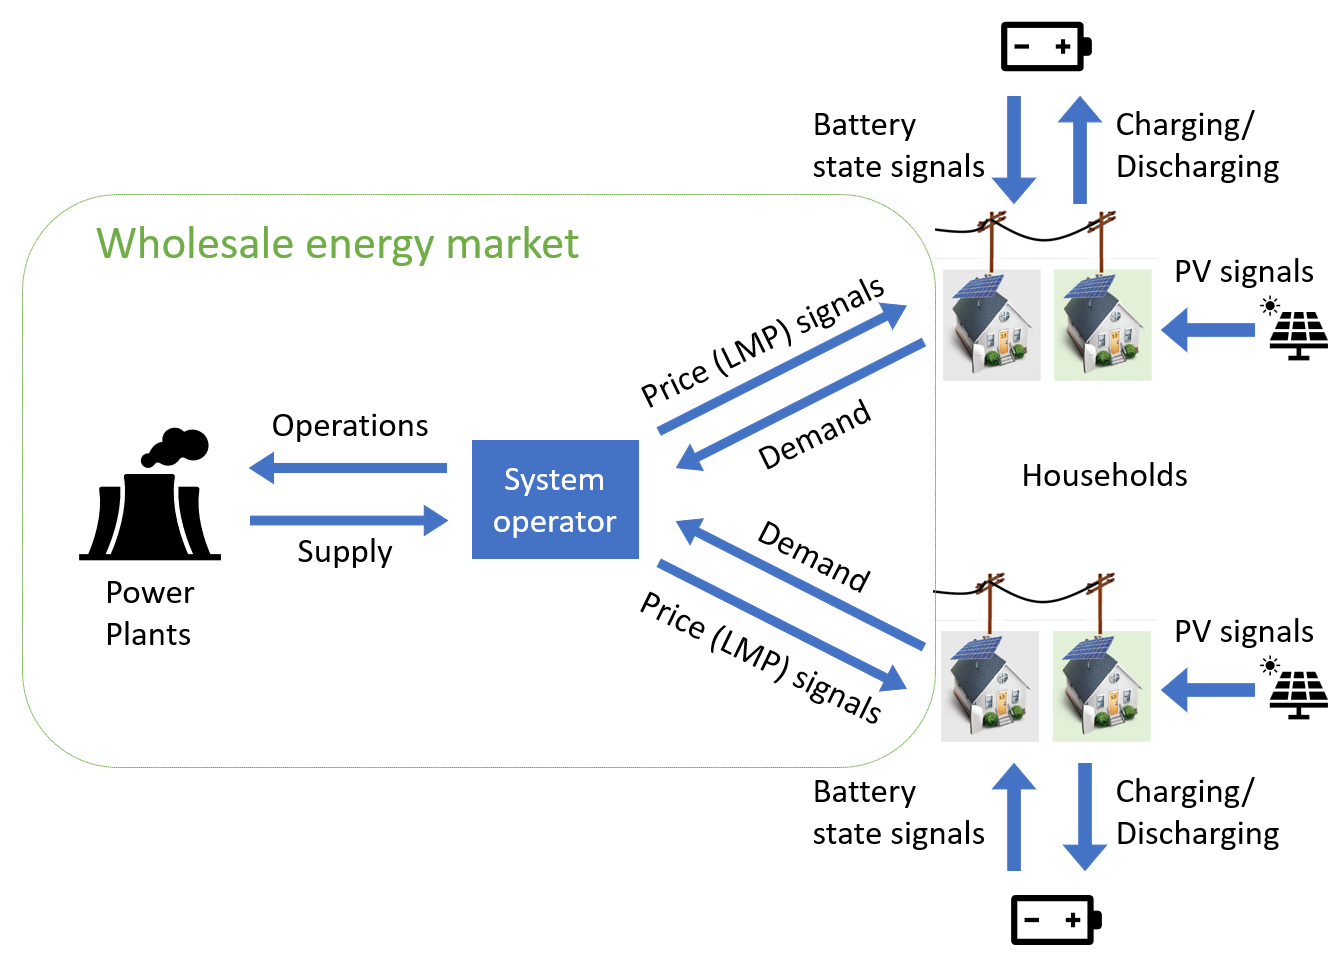 Battery
state signals
Charging/
Discharging
Wholesale energy market
PV signals
Price (LMP) signals
Demand
Operations
System
operator
Supply
Households
Power
Plants
Demand
Price (LMP) signals
PV signals
Battery
state signals
Charging/
Discharging